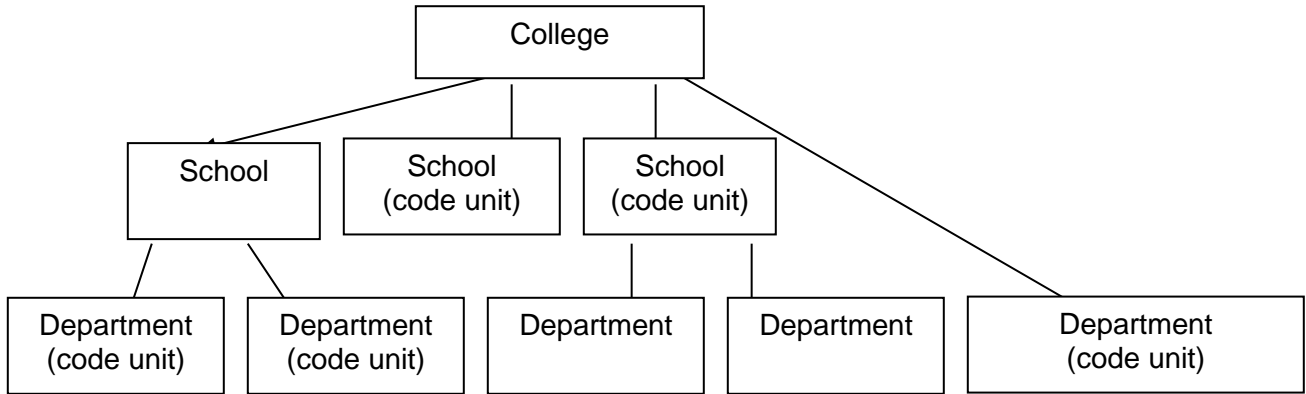 College
School
School
(code unit)
School
(code unit)
Department
(code unit)
Department
(code unit)
Department
Department
Department
(code unit)